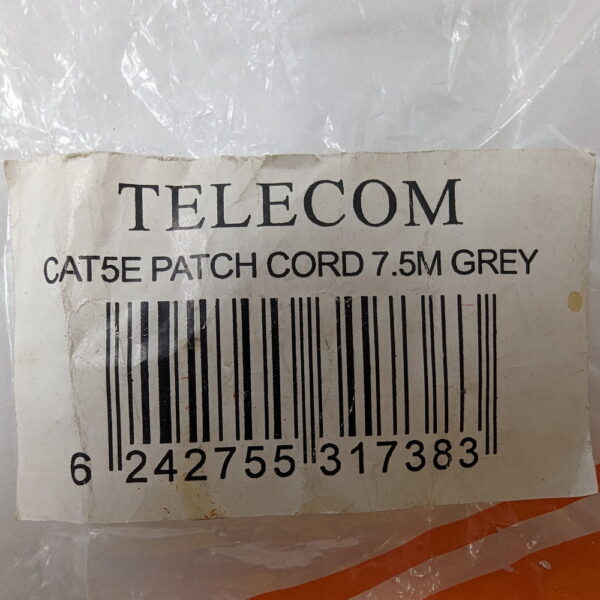 TELECOM
CAT5E PATCH CORD 7.5M GREY
6 242755 317383